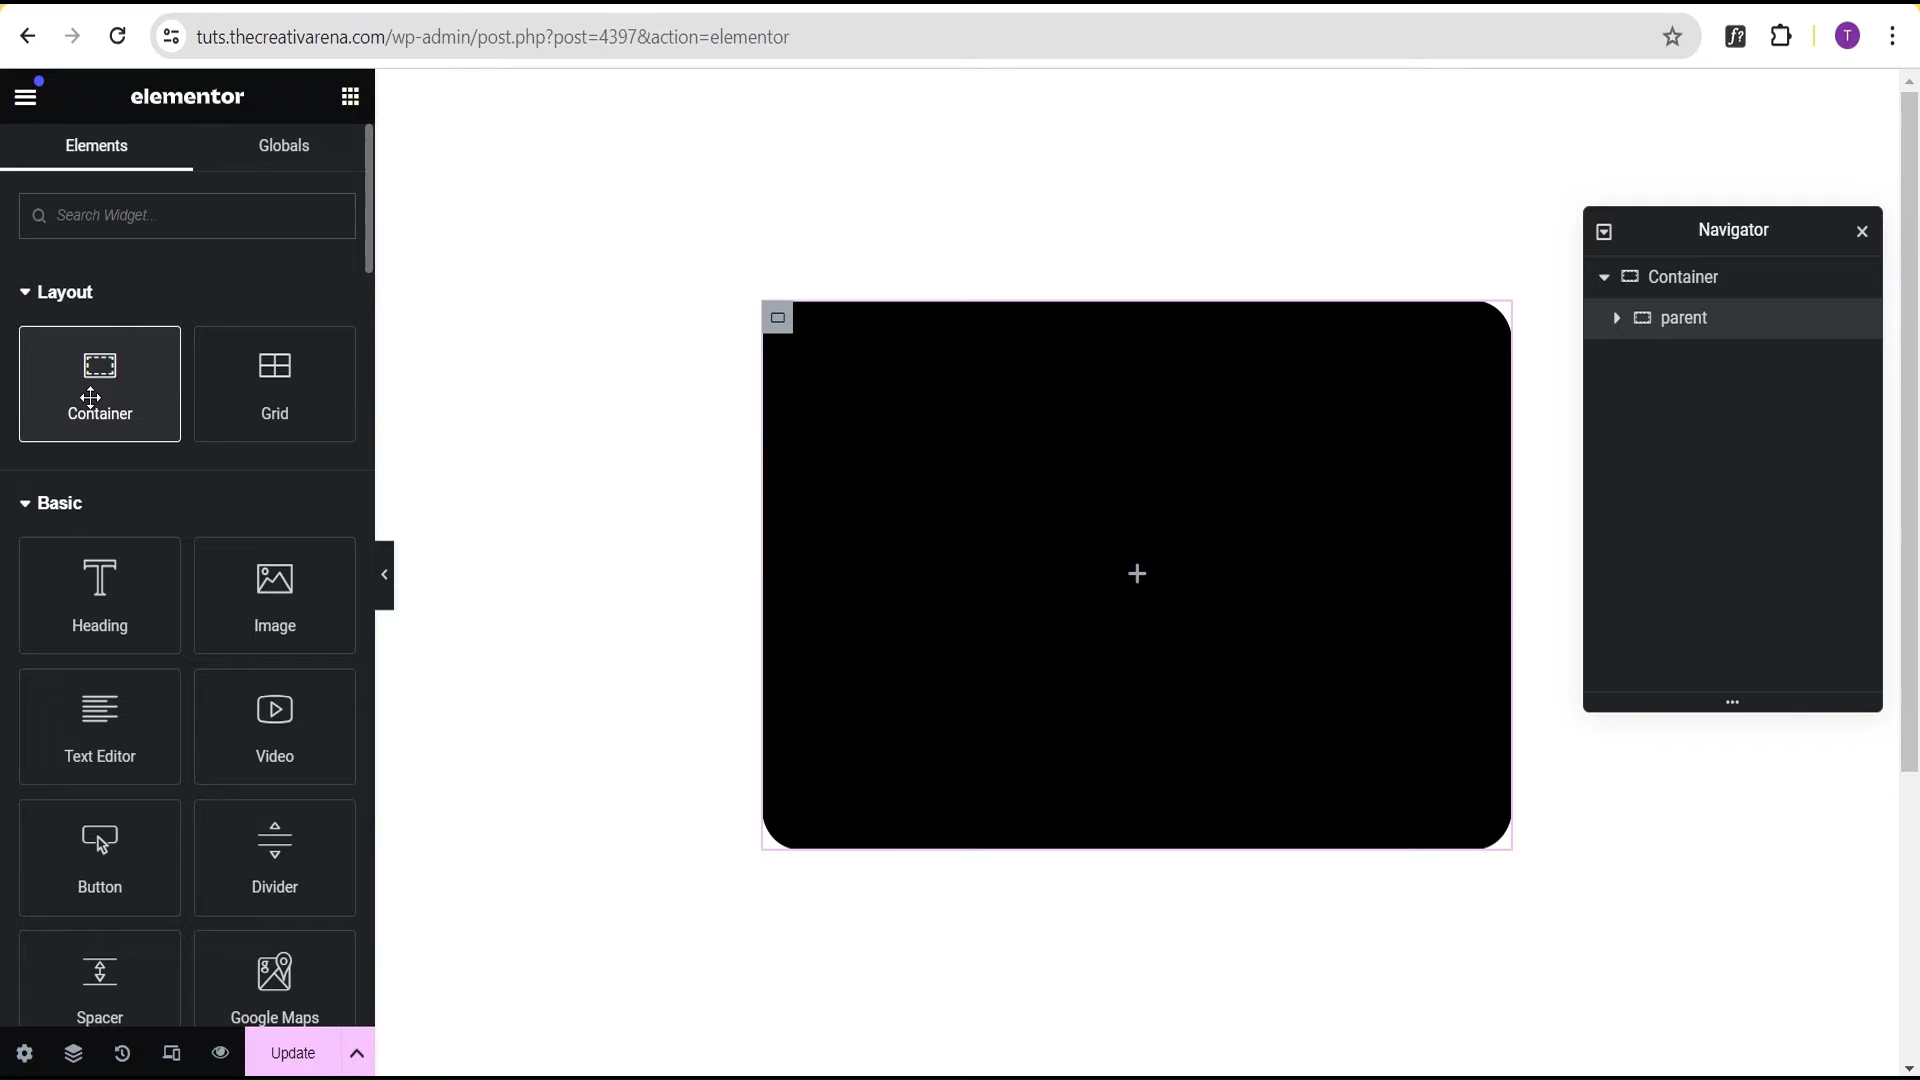 tuts.thecreativarena.com/wp-admin/post.php?post=4397&action=elementor
f?
T
elementor
Elements
Globals
Search Widget...
Layout
Container
Grid
Basic
Heading
Image
Text Editor
Video
Button
Divider
Spacer
Google Maps
Update
Navigator
Container
parent